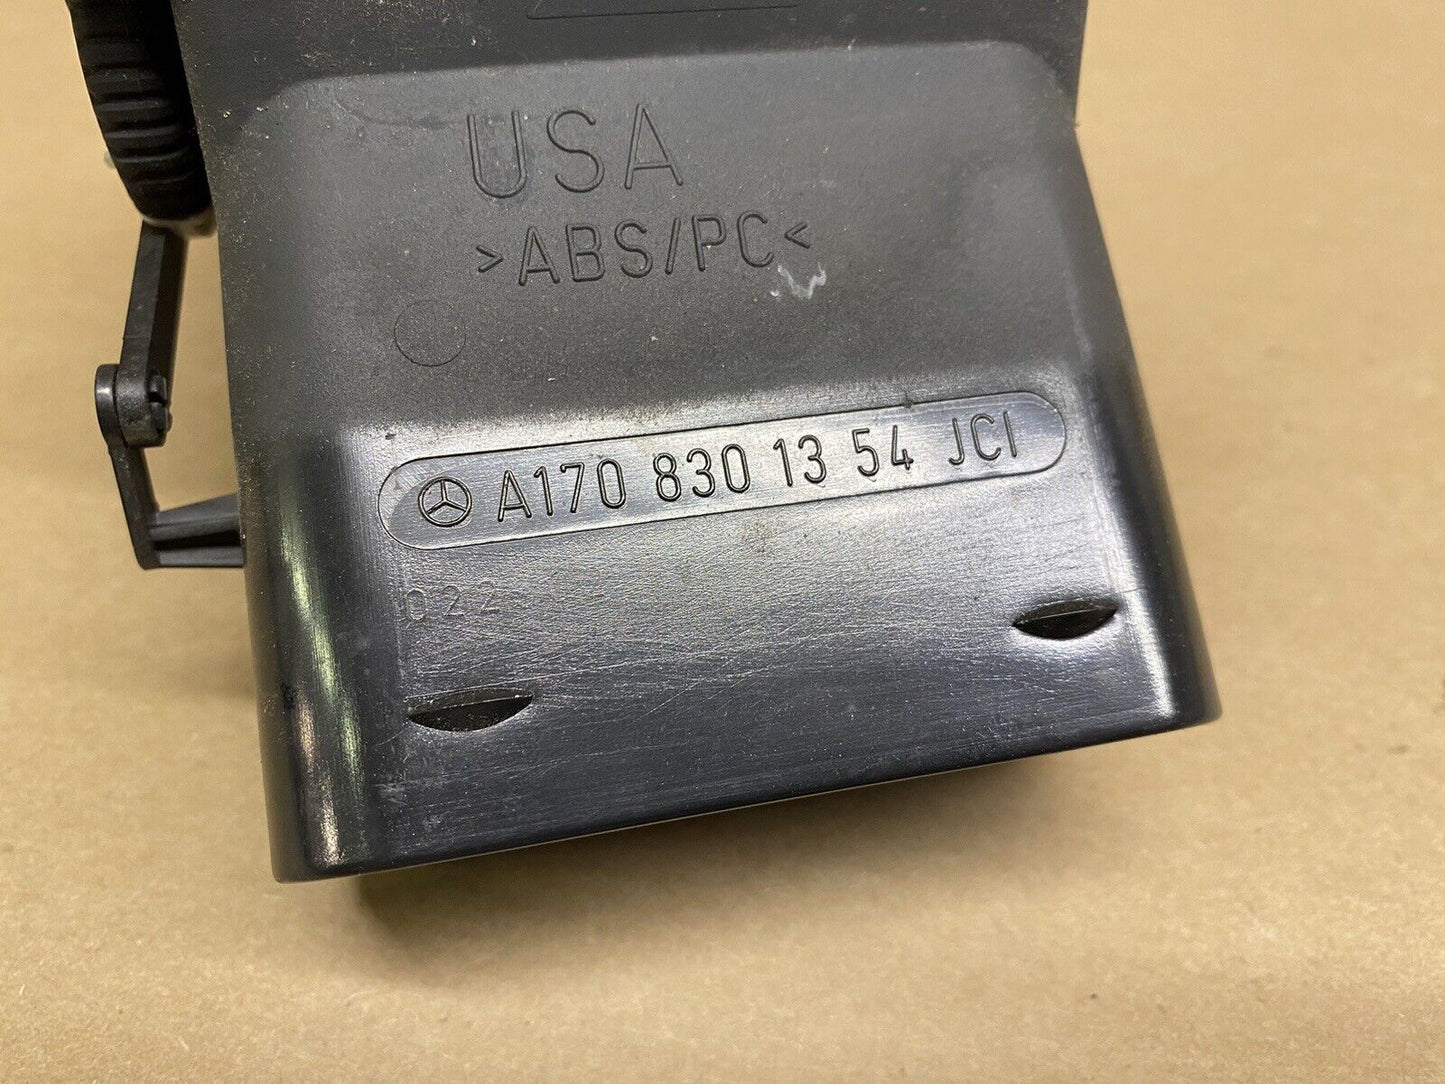 USA
>ABS/PC<
A170 830 13 54 JCI
022